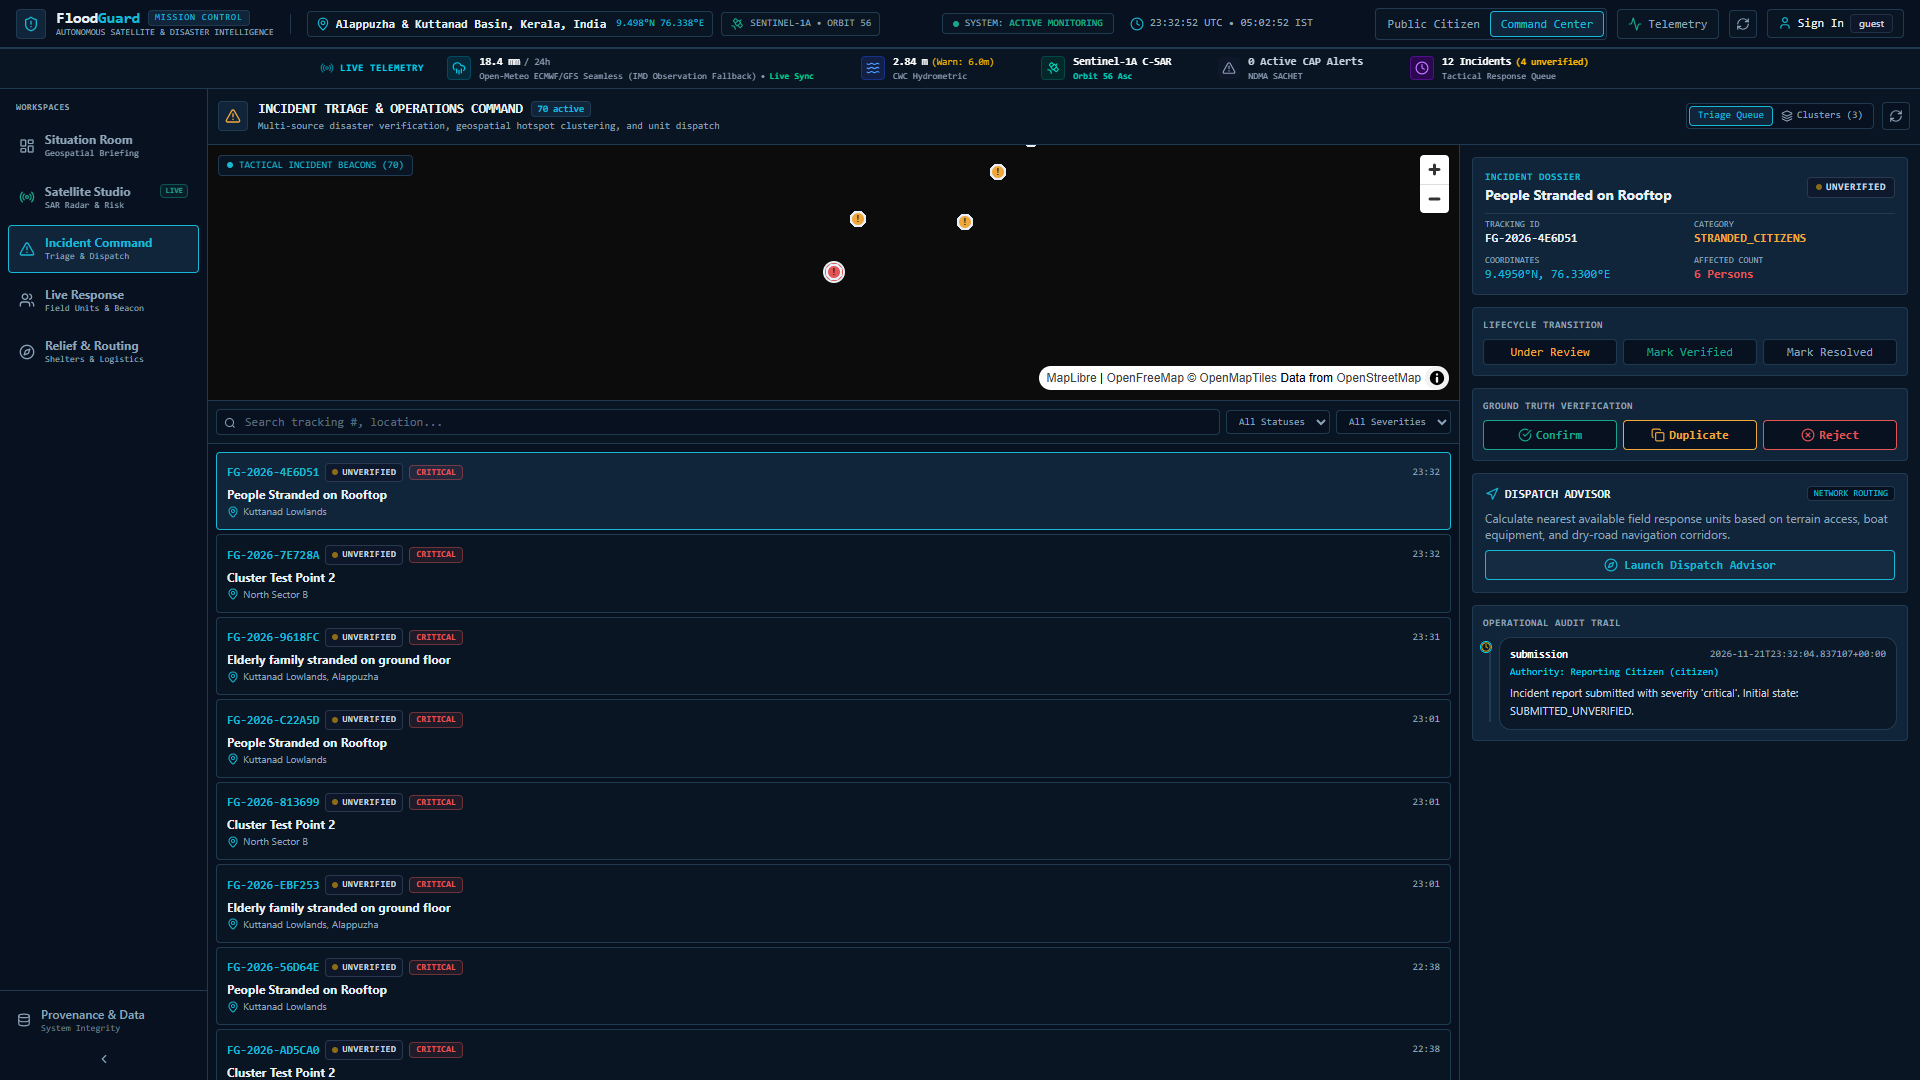 FloodGuard MISSION CONTROL
AUTONOMOUS SATELLITE & DISASTER INTELLIGENCE
Alappuzha & Kuttanad Basin, Kerala, India 9.498°N 76.338°E
SENTINEL-1A • ORBIT 56
SYSTEM: ACTIVE MONITORING
23:32:52 UTC • 05:02:52 IST
Public Citizen
Command Center
Telemetry
Sign In guest
LIVE TELEMETRY
18.4 mm / 24h
Open-Meteo ECMWF/GFS Seamless (IMD Observation Fallback) • Live Sync
2.84 m (Warn: 6.0m)
CWC Hydrometric
Sentinel-1A C-SAR
Orbit 56 Asc
0 Active CAP Alerts
NDMA SACHET
12 Incidents (4 unverified)
Tactical Response Queue
WORKSPACES
Situation Room
Geospatial Briefing
Satellite Studio LIVE
SAR Radar & Risk
Incident Command
Triage & Dispatch
Live Response
Field Units & Beacon
Relief & Routing
Shelters & Logistics
Provenance & Data
System Integrity
INCIDENT TRIAGE & OPERATIONS COMMAND 70 active
Multi-source disaster verification, geospatial hotspot clustering, and unit dispatch
Triage Queue
Clusters (3)
TACTICAL INCIDENT BEACONS (70)
MapLibre | OpenFreeMap © OpenMapTiles Data from OpenStreetMap
Search tracking #, location...
All Statuses
All Severities
FG-2026-4E6D51 UNVERIFIED CRITICAL 23:32
People Stranded on Rooftop
Kuttanad Lowlands
FG-2026-7E728A UNVERIFIED CRITICAL 23:32
Cluster Test Point 2
North Sector B
FG-2026-9618FC UNVERIFIED CRITICAL 23:31
Elderly family stranded on ground floor
Kuttanad Lowlands, Alappuzha
FG-2026-C22A5D UNVERIFIED CRITICAL 23:01
People Stranded on Rooftop
Kuttanad Lowlands
FG-2026-813699 UNVERIFIED CRITICAL 23:01
Cluster Test Point 2
North Sector B
FG-2026-EBF253 UNVERIFIED CRITICAL 23:01
Elderly family stranded on ground floor
Kuttanad Lowlands, Alappuzha
FG-2026-56D64E UNVERIFIED CRITICAL 22:38
People Stranded on Rooftop
Kuttanad Lowlands
FG-2026-AD5CA0 UNVERIFIED CRITICAL 22:38
Cluster Test Point 2
INCIDENT DOSSIER
People Stranded on Rooftop
UNVERIFIED
TRACKING ID
FG-2026-4E6D51
CATEGORY
STRANDED_CITIZENS
COORDINATES
9.4950°N, 76.3300°E
AFFECTED COUNT
6 Persons
LIFECYCLE TRANSITION
Under Review
Mark Verified
Mark Resolved
GROUND TRUTH VERIFICATION
Confirm
Duplicate
Reject
DISPATCH ADVISOR NETWORK ROUTING
Calculate nearest available field response units based on terrain access, boat
equipment, and dry-road navigation corridors.
Launch Dispatch Advisor
OPERATIONAL AUDIT TRAIL
submission 2026-11-21T23:32:04.837107+00:00
Authority: Reporting Citizen (citizen)
Incident report submitted with severity 'critical'. Initial state:
SUBMITTED_UNVERIFIED.